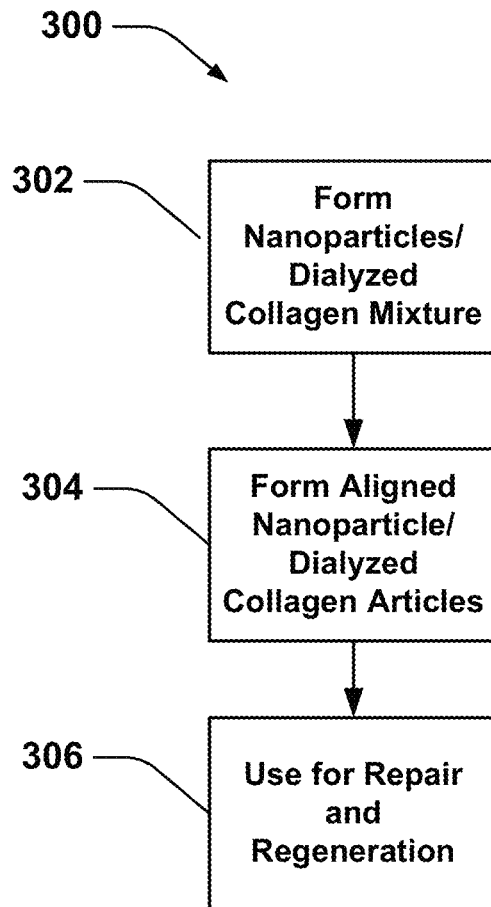 300
302
Form
Nanoparticles/
Dialyzed
Collagen Mixture
304
Form Aligned
Nanoparticle/
Dialyzed
Collagen Articles
306
Use for Repair
and
Regeneration